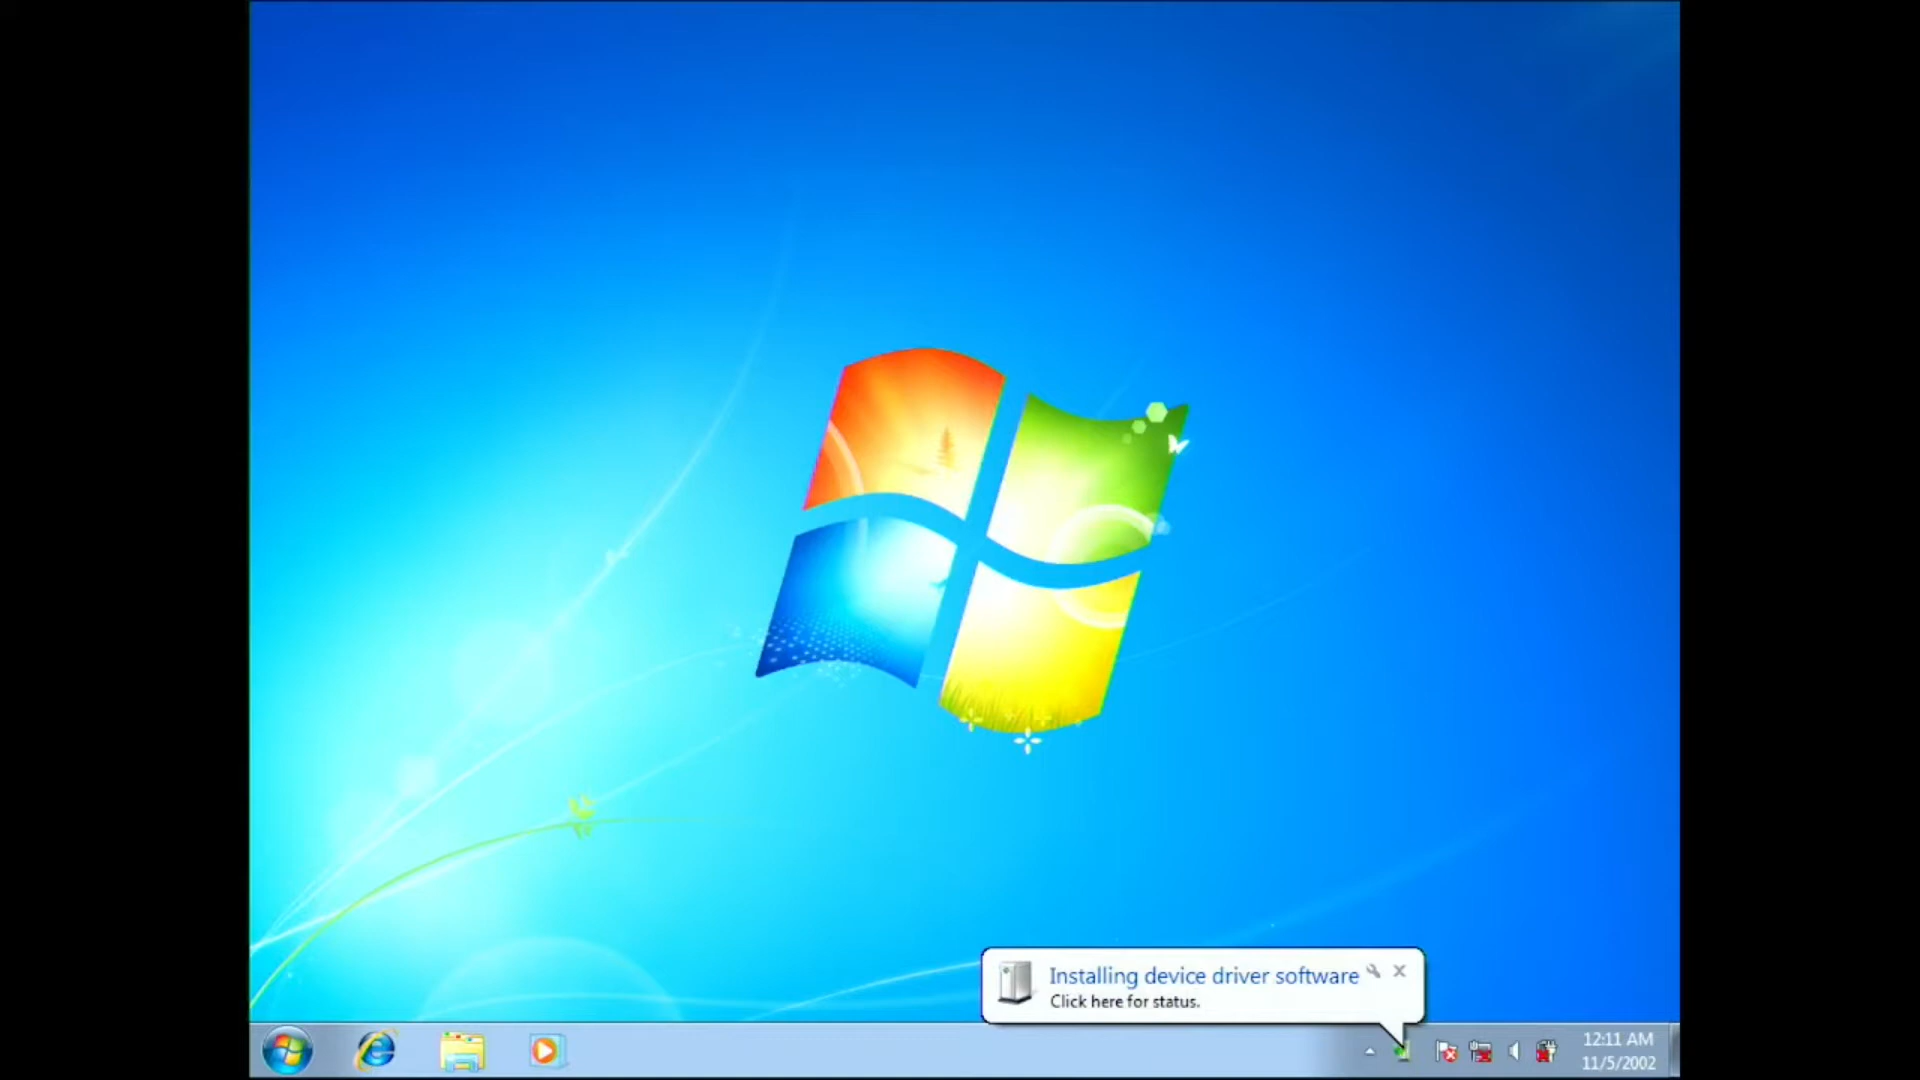 Installing device driver software
Click here for status.
12:11 AM
11/5/2002